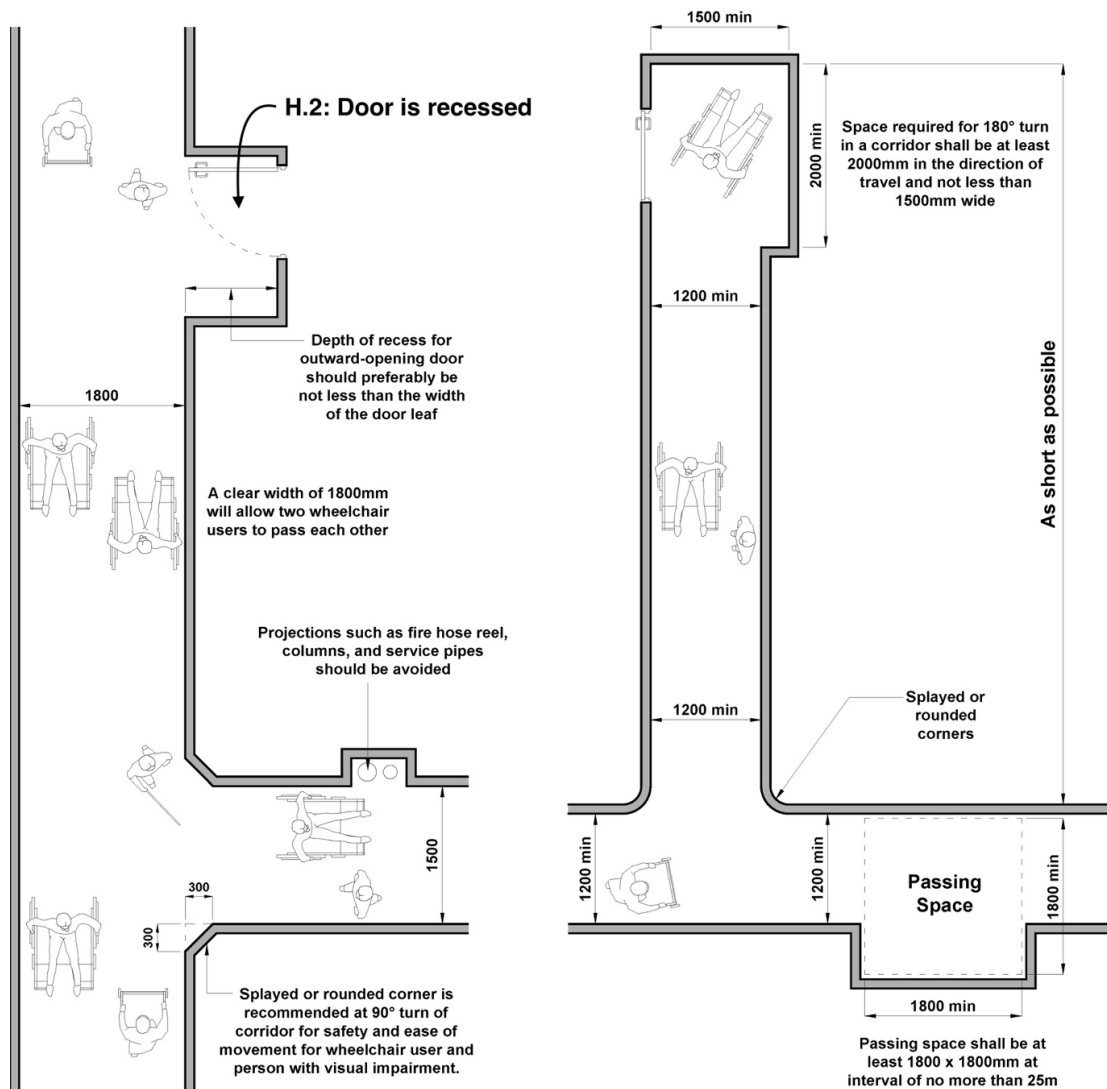 H.2: Door is recessed
Depth of recess for
outward-opening door
should preferably be
not less than the width
of the door leaf
1800
A clear width of 1800mm
will allow two wheelchair
users to pass each other
Projections such as fire hose reel,
columns, and service pipes
should be avoided
1500
300
300
Splayed or rounded corner is
recommended at 90° turn of
corridor for safety and ease of
movement for wheelchair user and
person with visual impairment.
1500 min
2000 min
Space required for 180° turn
in a corridor shall be at least
2000mm in the direction of
travel and not less than
1500mm wide
1200 min
As short as possible
1200 min
Splayed or
rounded
corners
1200 min
1200 min
Passing
Space
1800 min
1800 min
Passing space shall be at
least 1800 x 1800mm at
interval of no more than 25m